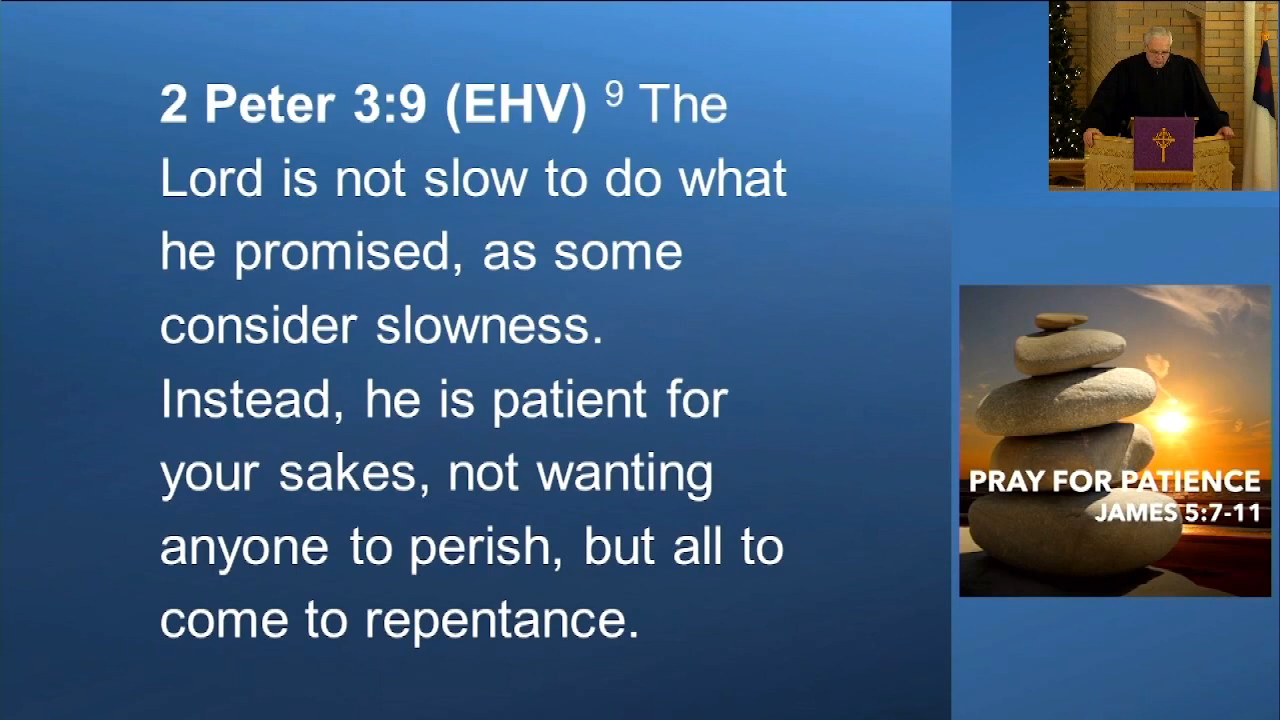 2 Peter 3:9 (EHV) ⁹ The
Lord is not slow to do what
he promised, as some
consider slowness.
Instead, he is patient for
your sakes, not wanting
anyone to perish, but all to
come to repentance.
PRAY FOR PATIENCE
JAMES 5:7-11